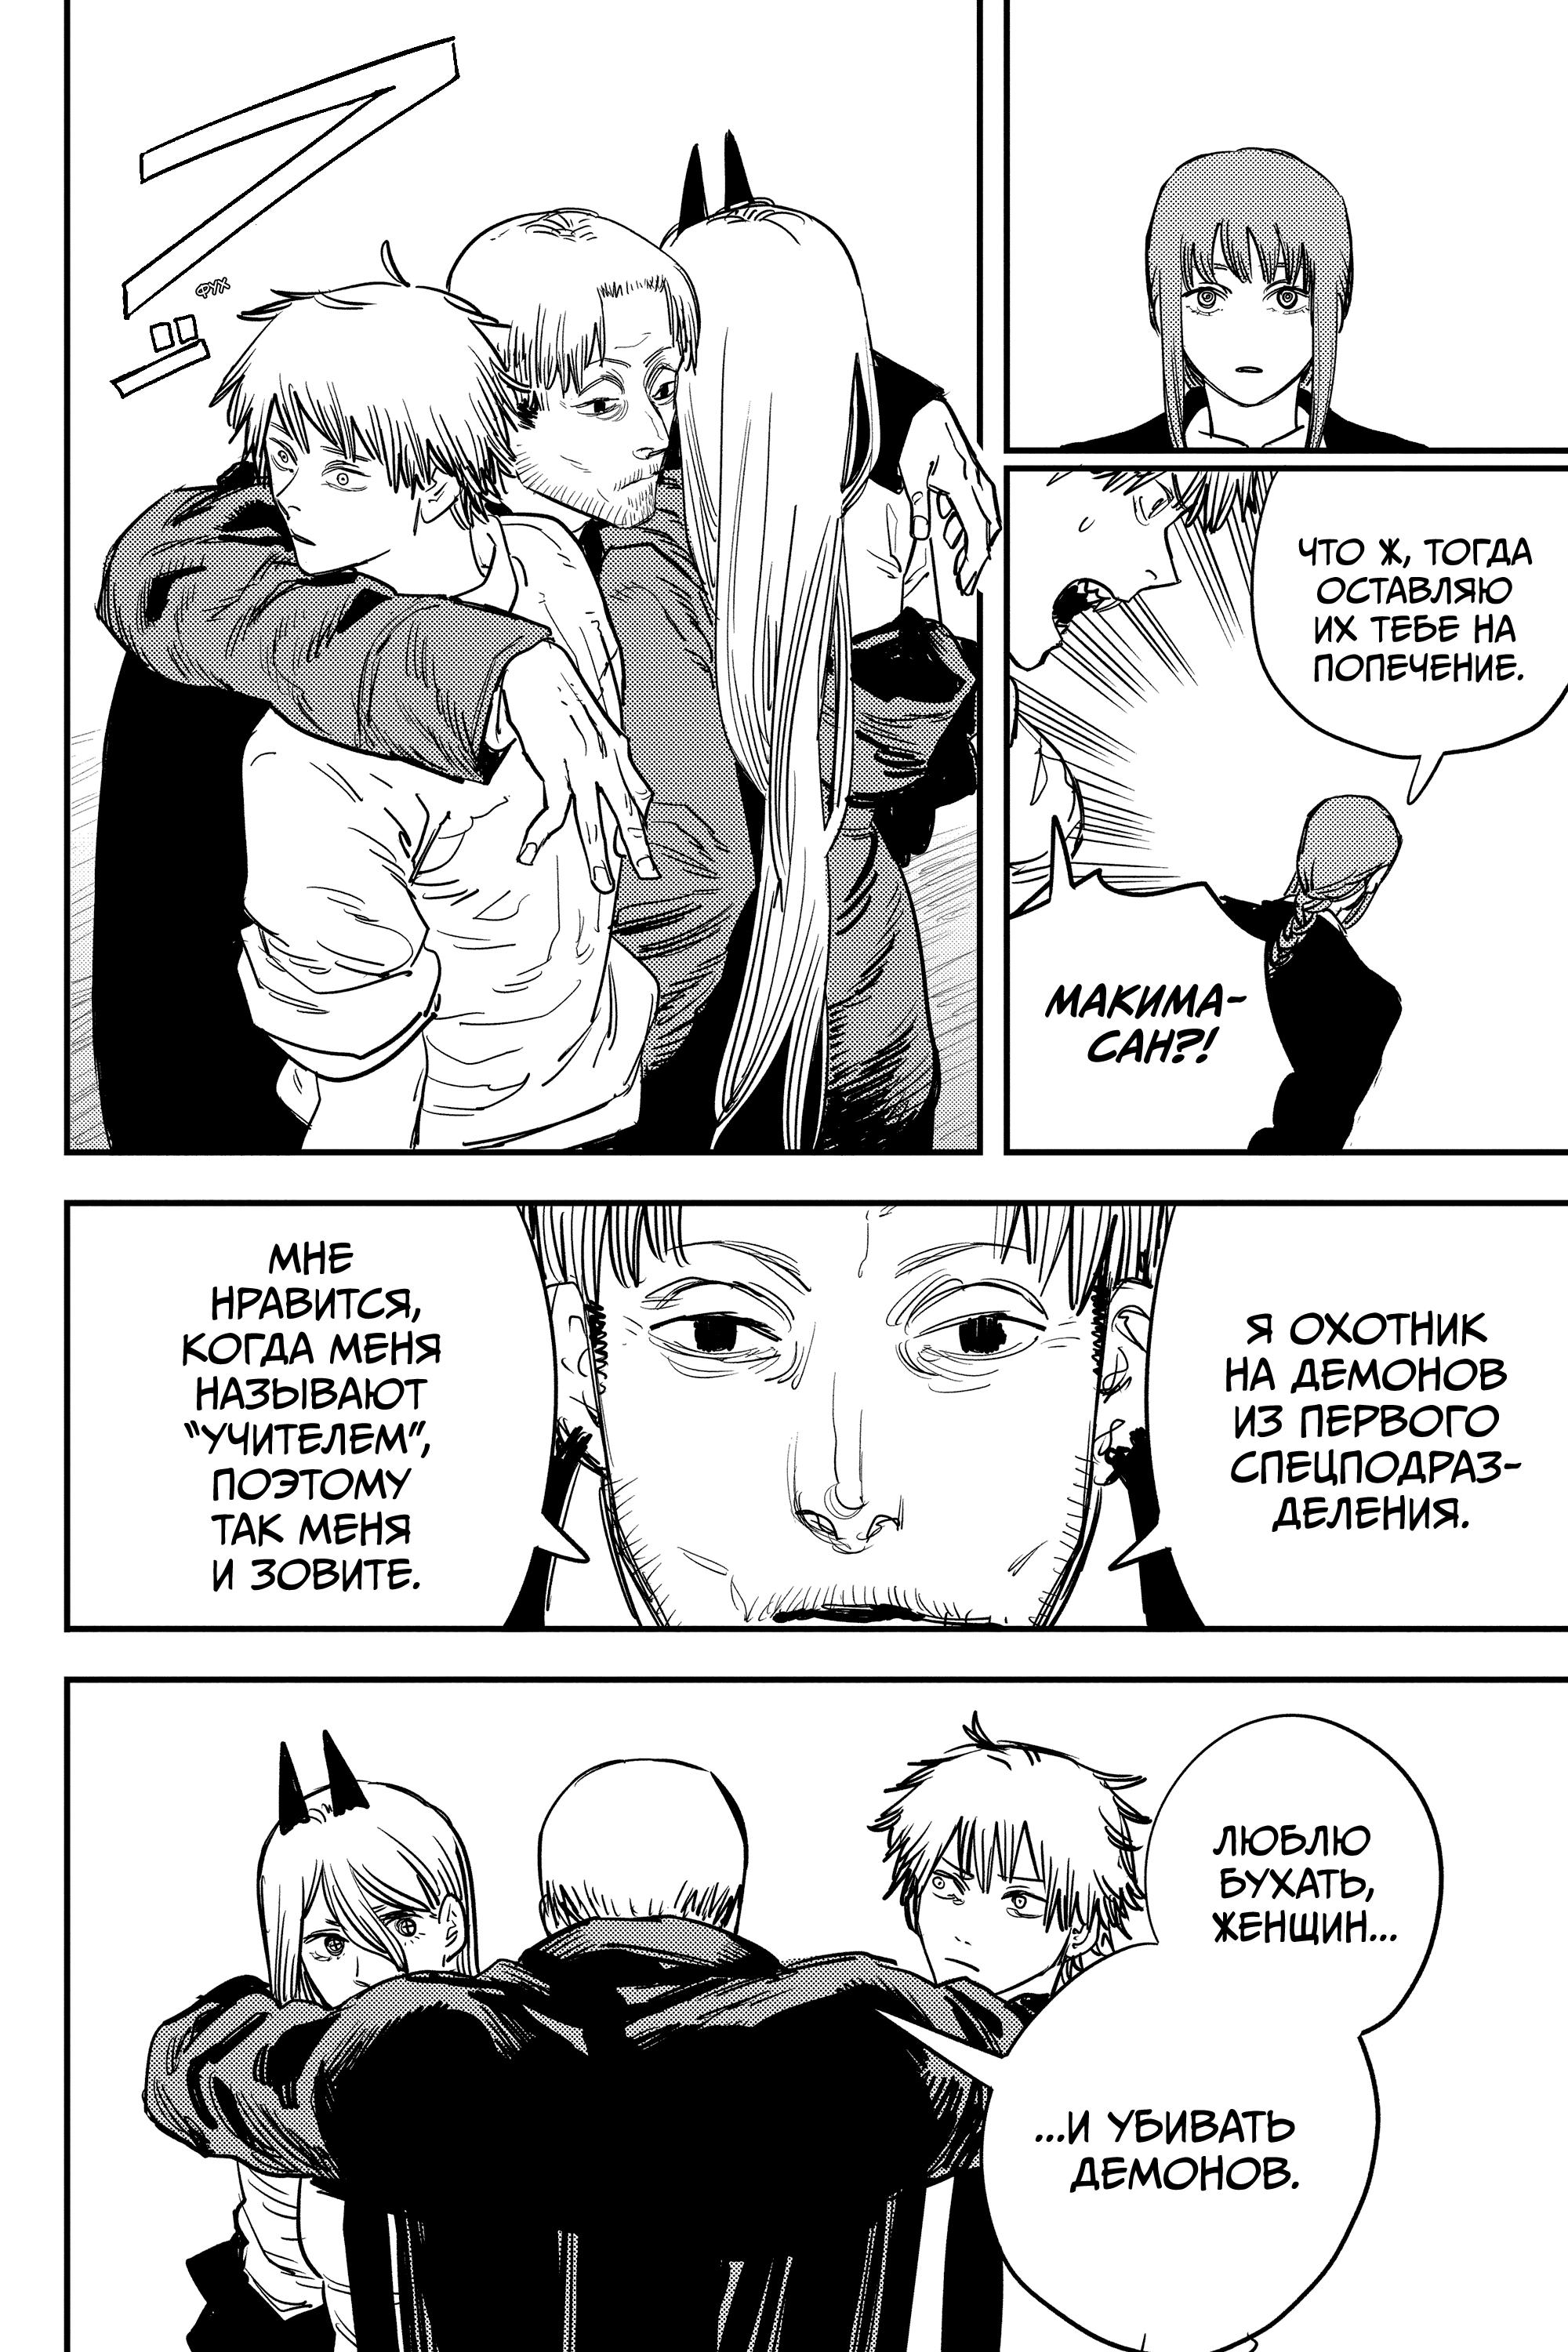 ЧТО Ж, ТОГДА
ОСТАВЛЯЮ
ИХ ТЕБЕ НА
ПОПЕЧЕНИЕ.
МАКИМА-
САН?!
ФУХ
Я ОХОТНИК
НА ДЕМОНОВ
ИЗ ПЕРВОГО
СПЕЦПОДРАЗ-
ДЕЛЕНИЯ.
МНЕ
НРАВИТСЯ,
КОГДА МЕНЯ
НАЗЫВАЮТ
“УЧИТЕЛЕМ”,
ПОЭТОМУ
ТАК МЕНЯ
И ЗОВИТЕ.
ЛЮБЛЮ
БУХАТЬ,
ЖЕНЩИН...
...И УБИВАТЬ
ДЕМОНОВ.